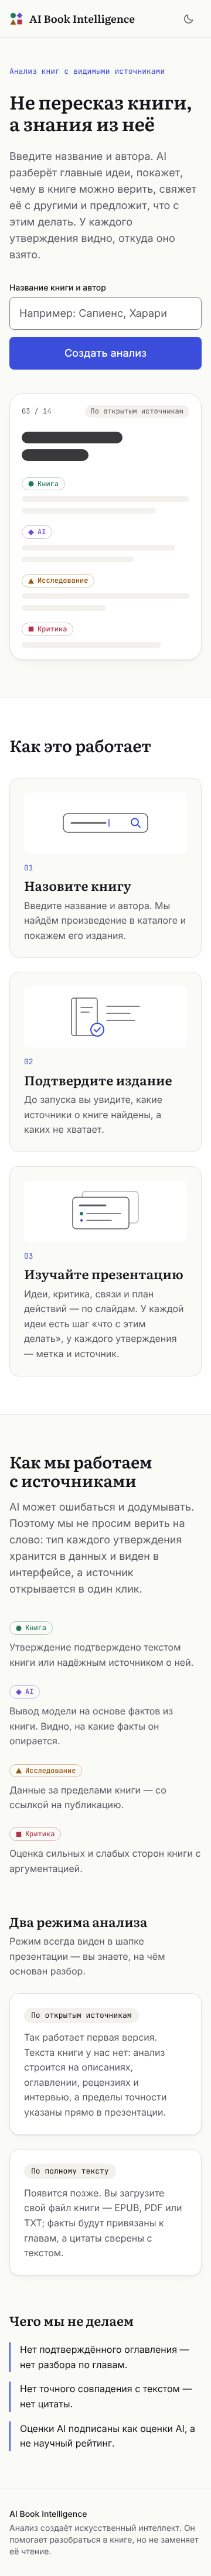 AI Book Intelligence
Анализ книг с видимыми источниками
Не пересказ книги,
а знания из неё
Введите название и автора. AI
разберёт главные идеи, покажет,
чему в книге можно верить, свяжет
её с другими и предложит, что с
этим делать. У каждого
утверждения видно, откуда оно
взято.
Название книги и автор
Например: Сапиенс, Харари
Создать анализ
03 / 14
По открытым источникам
Книга
AI
Исследование
Критика
Как это работает
01
Назовите книгу
Введите название и автора. Мы
найдём произведение в каталоге и
покажем его издания.
02
Подтвердите издание
До запуска вы увидите, какие
источники о книге найдены, а
каких не хватает.
03
Изучайте презентацию
Идеи, критика, связи и план
действий — по слайдам. У каждой
идеи есть шаг «что с этим
делать», у каждого утверждения
— метка и источник.
Как мы работаем
с источниками
AI может ошибаться и додумывать.
Поэтому мы не просим верить на
слово: тип каждого утверждения
хранится в данных и виден в
интерфейсе, а источник
открывается в один клик.
Книга
Утверждение подтверждено текстом
книги или надёжным источником о ней.
AI
Вывод модели на основе фактов из
книги. Видно, на какие факты он
опирается.
Исследование
Данные за пределами книги — со
ссылкой на публикацию.
Критика
Оценка сильных и слабых сторон книги с
аргументацией.
Два режима анализа
Режим всегда виден в шапке
презентации — вы знаете, на чём
основан разбор.
По открытым источникам
Так работает первая версия.
Текста книги у нас нет: анализ
строится на описаниях,
оглавлении, рецензиях и
интервью, а пределы точности
указаны прямо в презентации.
По полному тексту
Появится позже. Вы загрузите
свой файл книги — EPUB, PDF или
TXT; факты будут привязаны к
главам, а цитаты сверены с
текстом.
Чего мы не делаем
Нет подтверждённого оглавления —
нет разбора по главам.
Нет точного совпадения с текстом —
нет цитаты.
Оценки AI подписаны как оценки AI, а
не научный рейтинг.
AI Book Intelligence
Анализ создаёт искусственный интеллект. Он
помогает разобраться в книге, но не заменяет
её чтение.